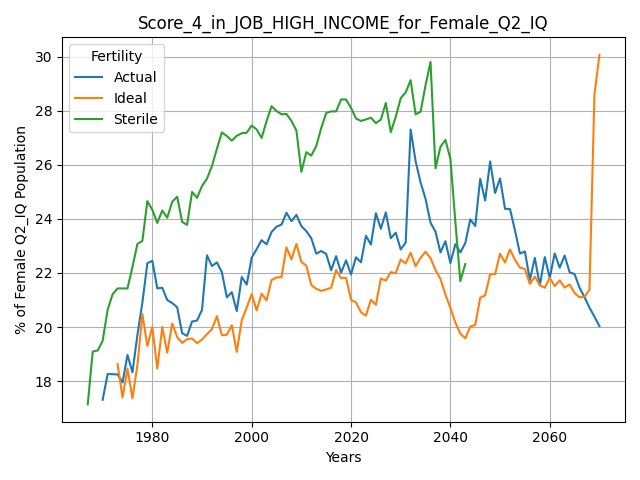 Score_4_in_JOB_HIGH_INCOME_for_Female_Q2_IQ
Fertility
Actual
Ideal
Sterile
% of Female Q2_IQ Population
30
28
26
24
22
20
18
1980
2000
2020
2040
2060
Years